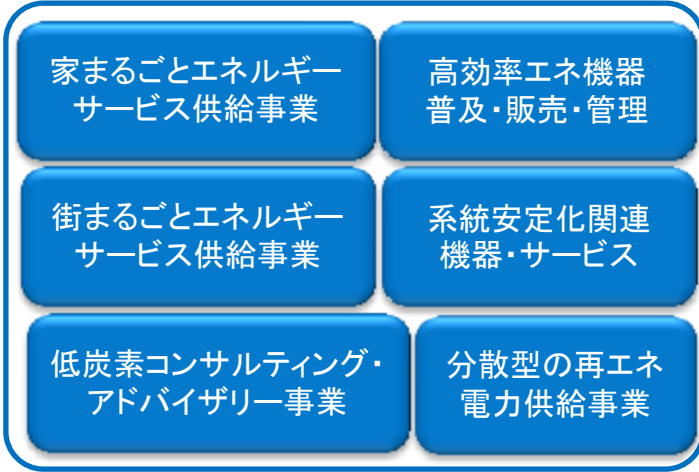 家まるごとエネルギー
サービス供給事業
高効率エネ機器
普及・販売・管理
街まるごとエネルギー
サービス供給事業
系統安定化関連
機器・サービス
低炭素コンサルティング・
アドバイザリー事業
分散型の再エネ
電力供給事業